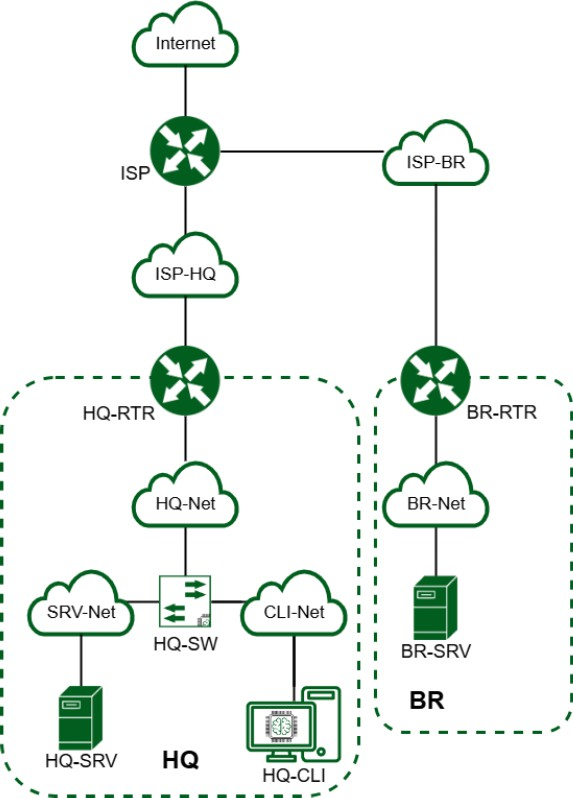 Internet
ISP
ISP-BR
ISP-HQ
HQ-RTR
BR-RTR
HQ-Net
BR-Net
SRV-Net
CLI-Net
HQ-SW
BR-SRV
BR
HQ-SRV
HQ
HQ-CLI